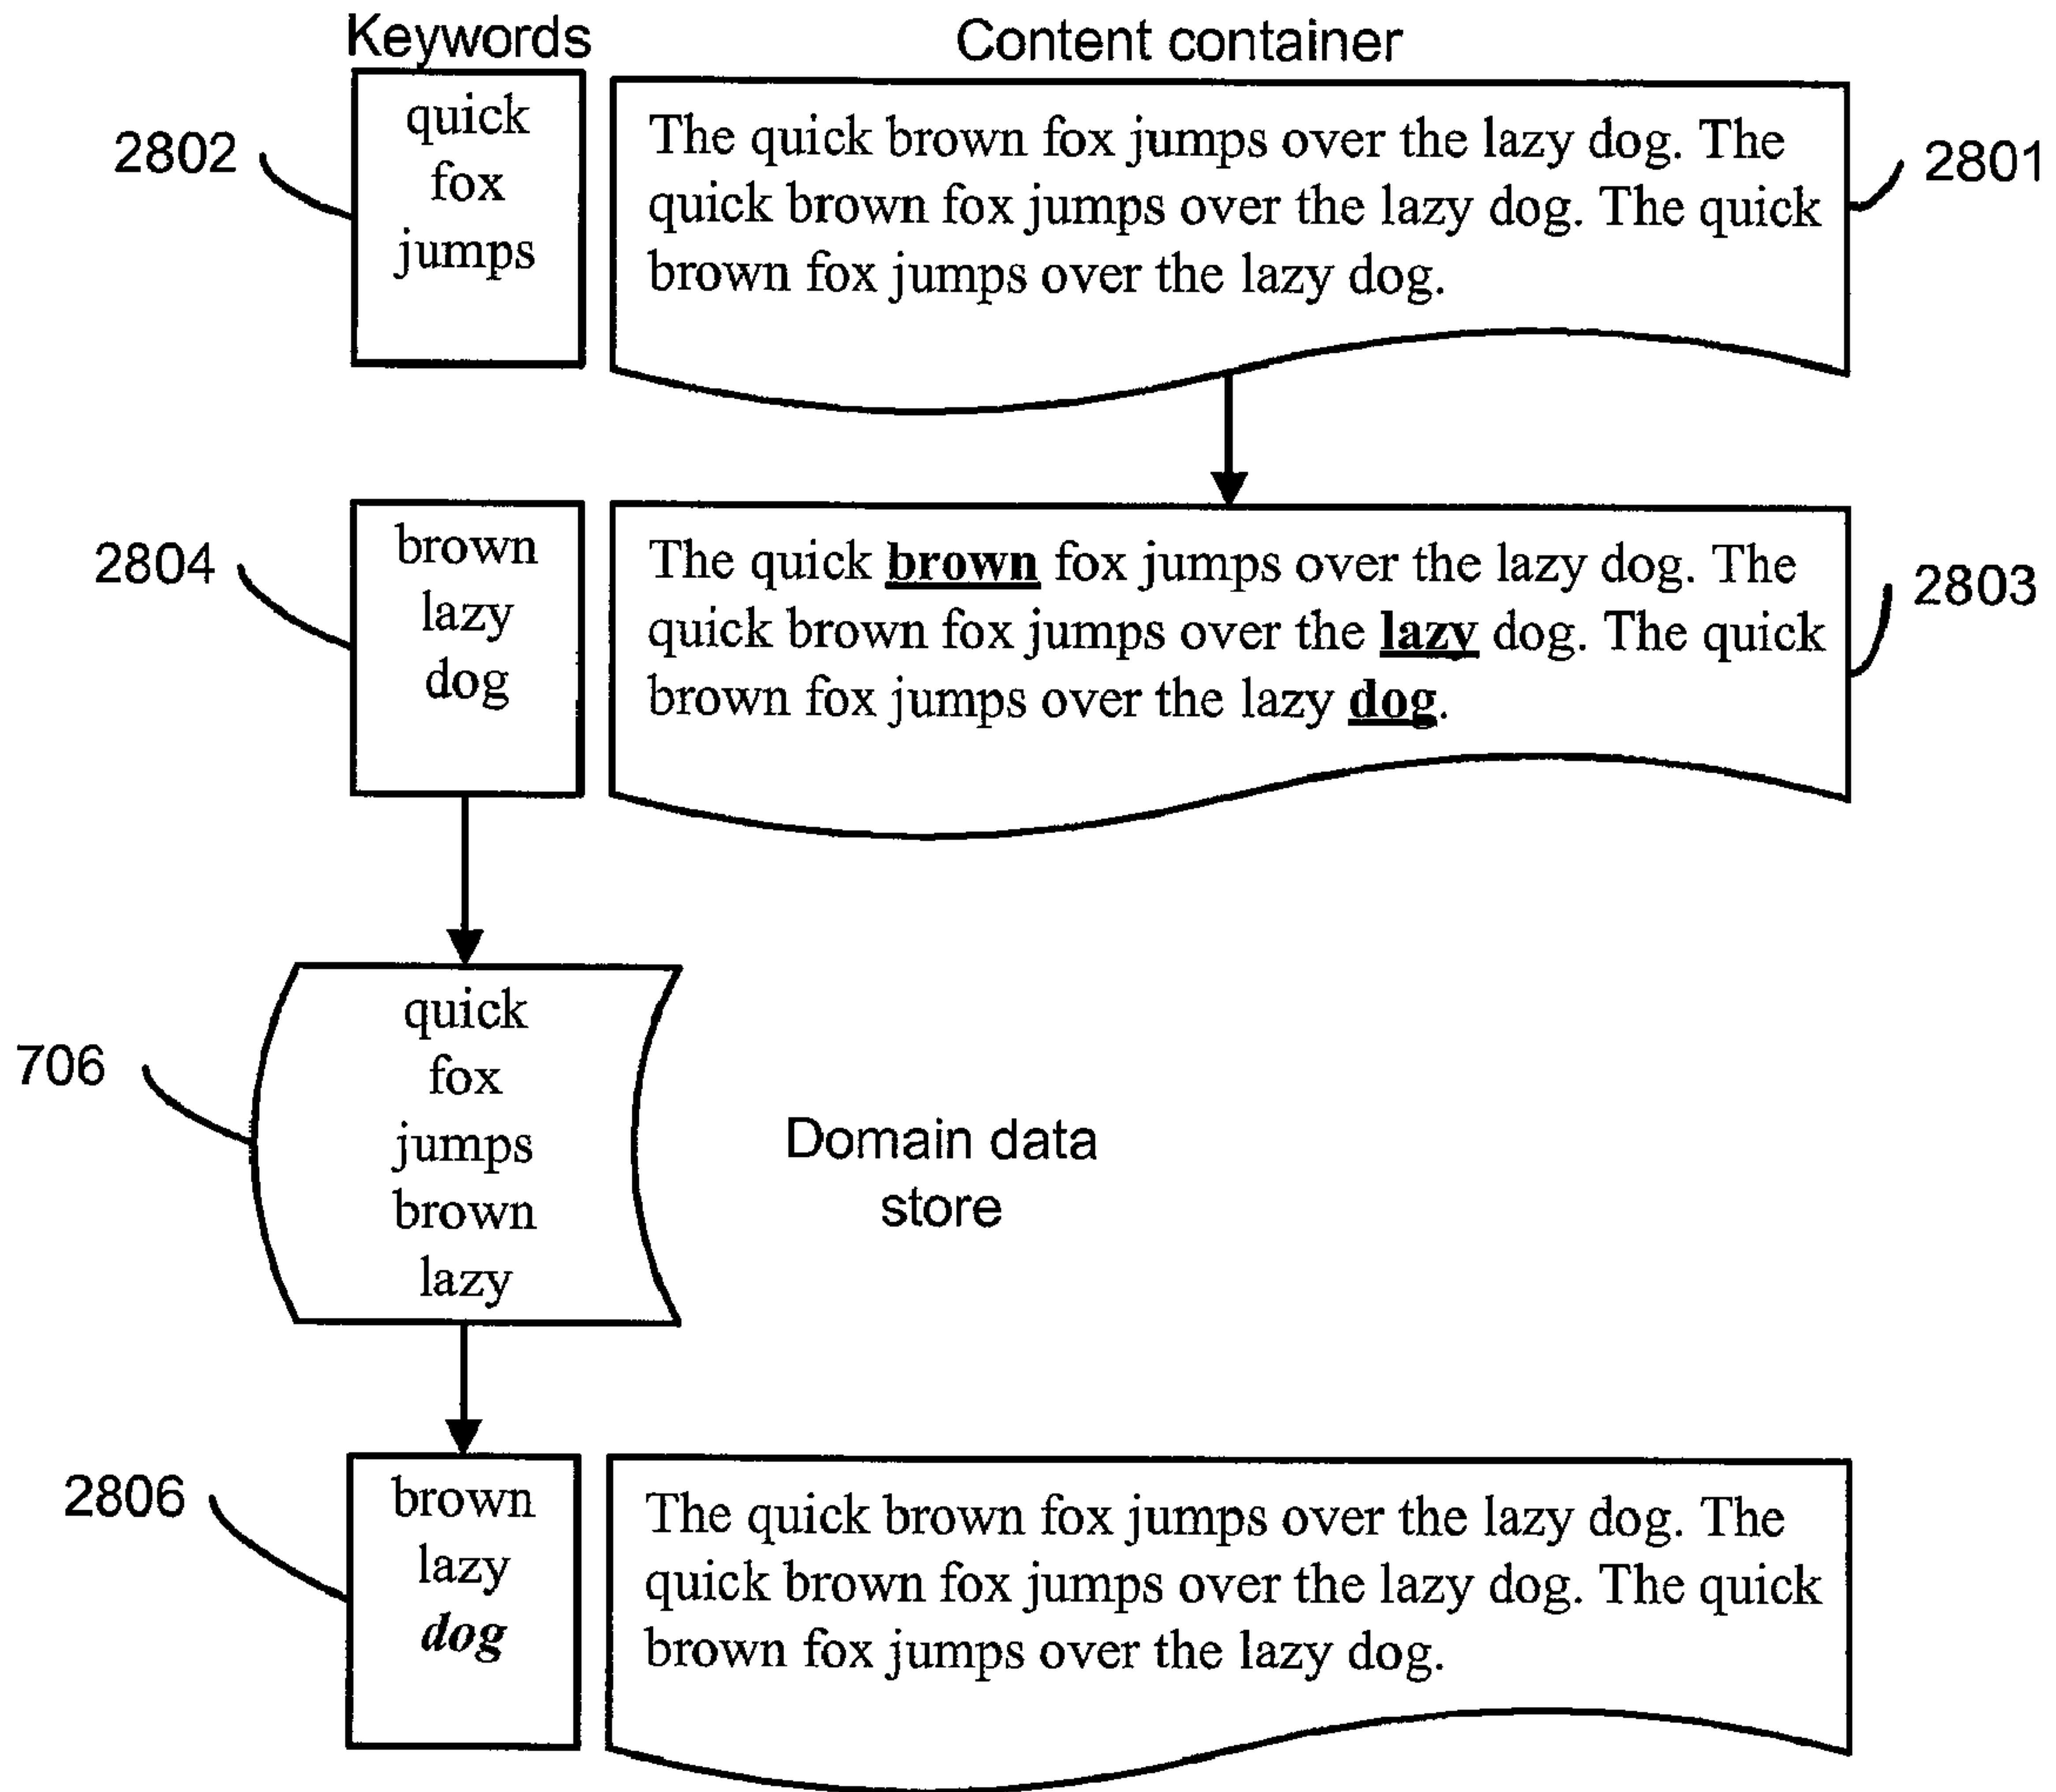 Keywords
Content container
2802
quick
fox
jumps
The quick brown fox jumps over the lazy dog. The
quick brown fox jumps over the lazy dog. The quick
brown fox jumps over the lazy dog.
2801
2804
brown
lazy
dog
The quick brown fox jumps over the lazy dog. The
quick brown fox jumps over the lazy dog. The quick
brown fox jumps over the lazy dog.
2803
706
quick
fox
jumps
brown
lazy
Domain data
store
2806
brown
lazy
dog
The quick brown fox jumps over the lazy dog. The
quick brown fox jumps over the lazy dog. The quick
brown fox jumps over the lazy dog.